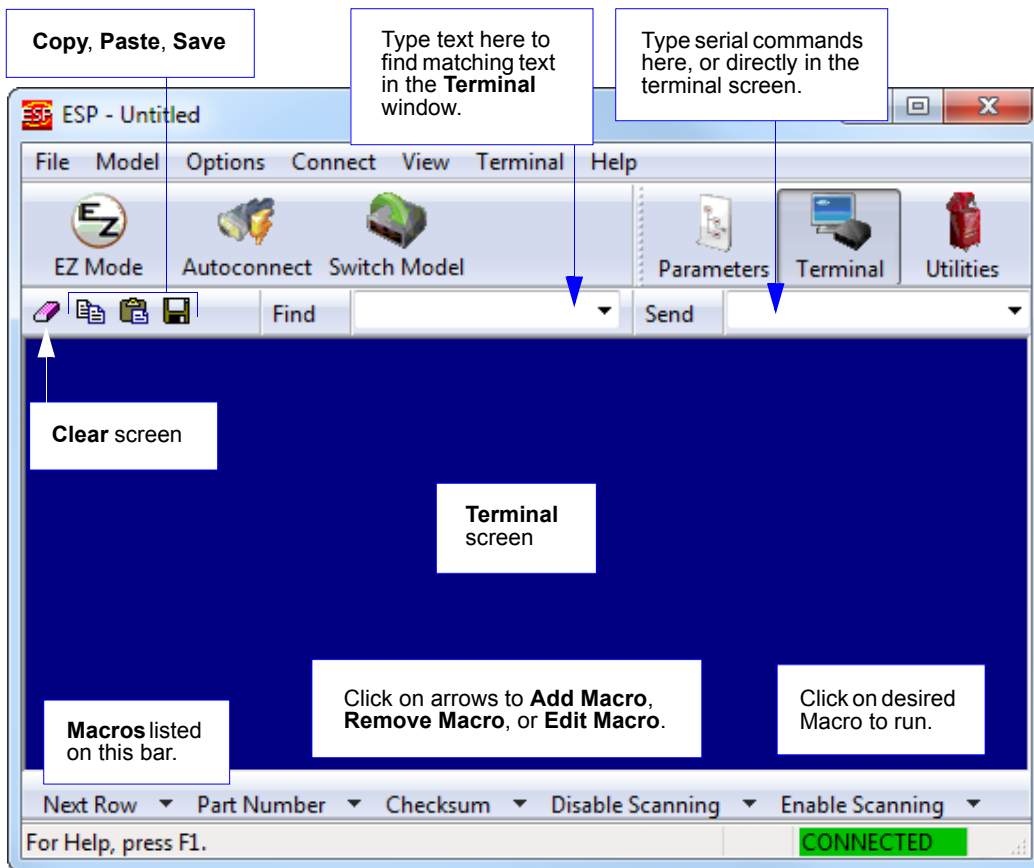 Copy, Paste, Save
Type text here to
find matching text
in the Terminal
window.
Type serial commands
here, or directly in the
terminal screen.
ESP ESP - Untitled
File Model Options Connect View Terminal Help
EZ
EZ Mode Autoconnect Switch Model Parameters Terminal Utilities
Find Send
Clear screen
Terminal
screen
Click on arrows to Add Macro,
Remove Macro, or Edit Macro.
Click on desired
Macro to run.
Macros listed
on this bar.
Next Row Part Number Checksum Disable Scanning Enable Scanning
For Help, press F1. CONNECTED